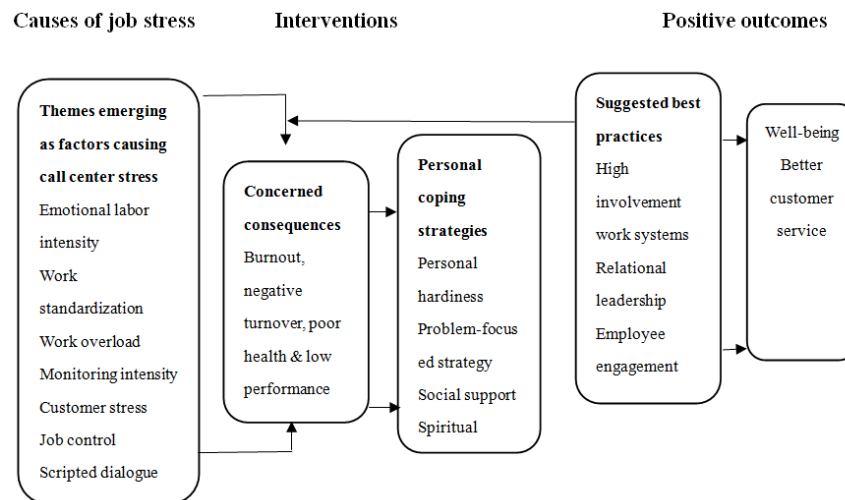 Causes of job stress
Interventions
Positive outcomes
Themes emerging
as factors causing
call center stress
Emotional labor
intensity
Work
standardization
Work overload
Monitoring intensity
Customer stress
Job control
Scripted dialogue
Concerned
consequences
Burnout,
negative
turnover, poor
health & low
performance
Personal
coping
strategies
Personal
hardiness
Problem-focus
ed strategy
Social support
Spiritual
Suggested best
practices
High
involvement
work systems
Relational
leadership
Employee
engagement
Well-being
Better
customer
service